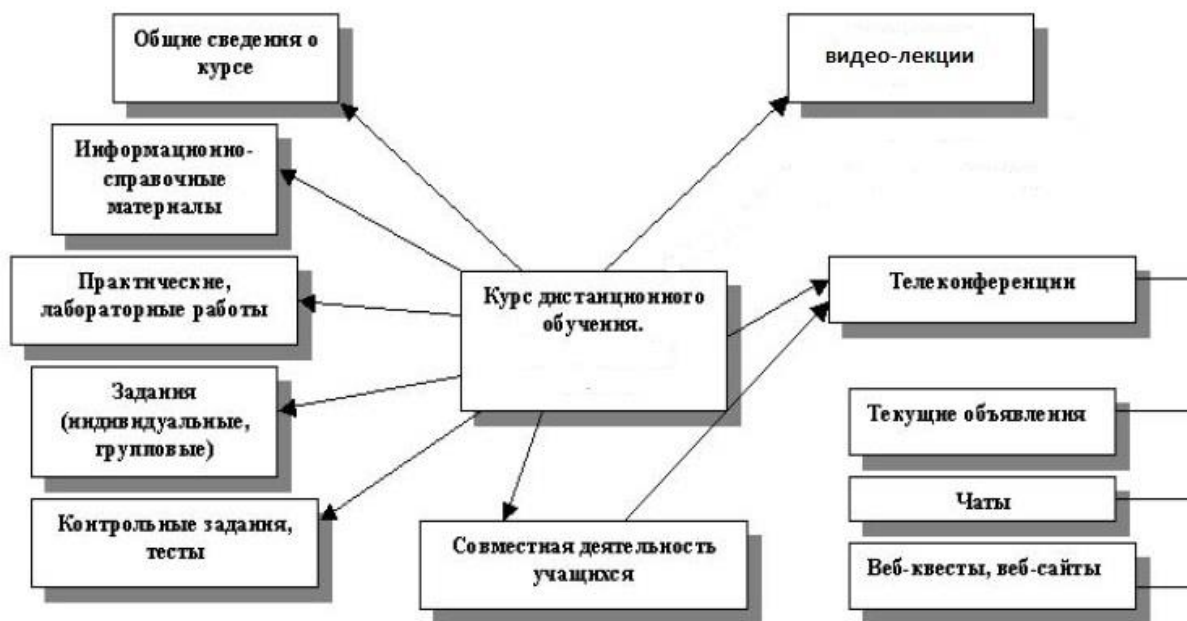 Общие сведения о
курсе
видео-лекции
Информационно-
справочные
материалы
Практические,
лабораторные работы
Курс дистанционного
обучения.
Телеконференции
Задания
(индивидуальные,
групповые)
Текущие объявления
Чаты
Контрольные задания,
тесты
Совместная деятельность
учащихся
Веб-квесты, веб-сайты